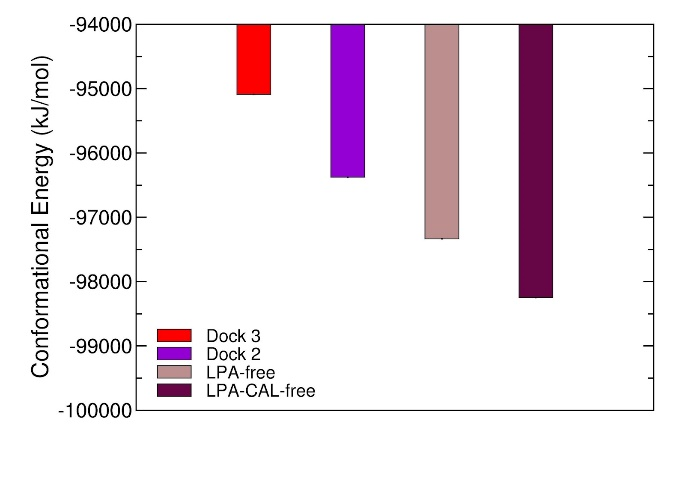 Conformational Energy (kJ/mol)
-94000
-95000
-96000
-97000
-98000
-99000
-100000
Dock 3
Dock 2
LPA-free
LPA-CAL-free